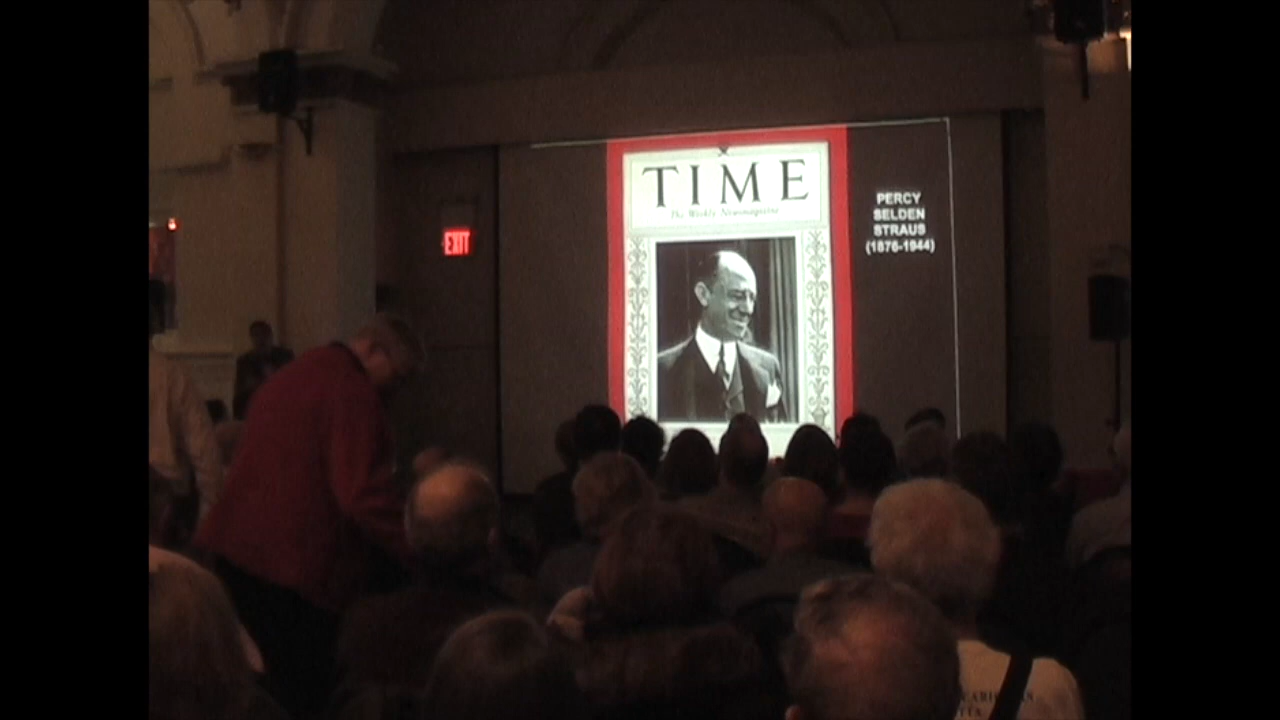 TIME
The Weekly Newsmagazine
PERCY
SELDEN
STRAUS
(1876-1944)
EXIT